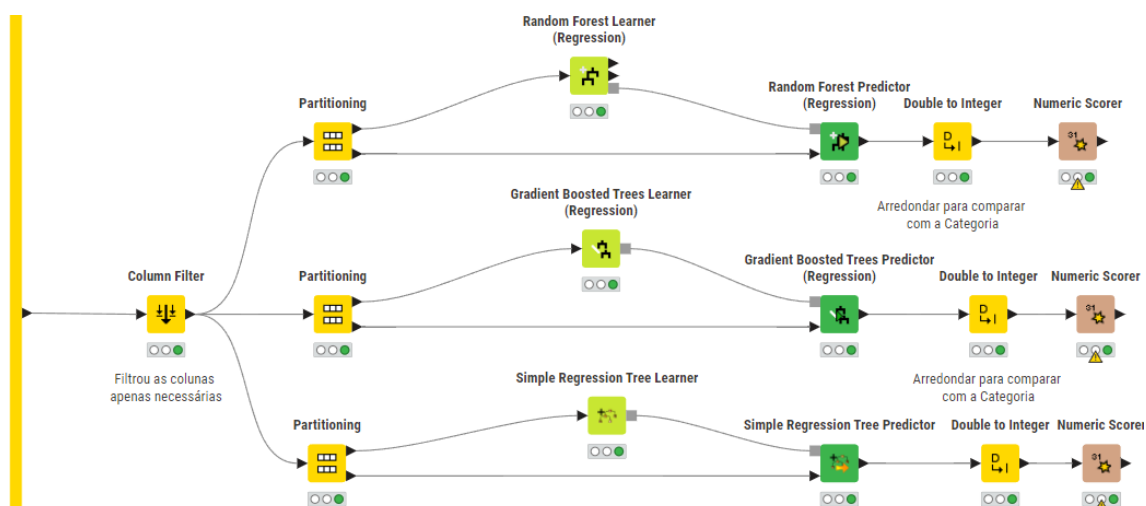 Random Forest Learner
(Regression)
Partitioning
Random Forest Predictor
(Regression)
Double to Integer
Numeric Scorer
D
I
31
Arredondar para comparar
com a Categoria
Gradient Boosted Trees Learner
(Regression)
Column Filter
Partitioning
Gradient Boosted Trees Predictor
(Regression)
Double to Integer
Numeric Scorer
D
I
31
Filtrou as colunas
apenas necessárias
Arredondar para comparar
com a Categoria
Simple Regression Tree Learner
Partitioning
Simple Regression Tree Predictor
Double to Integer
Numeric Scorer
D
I
31